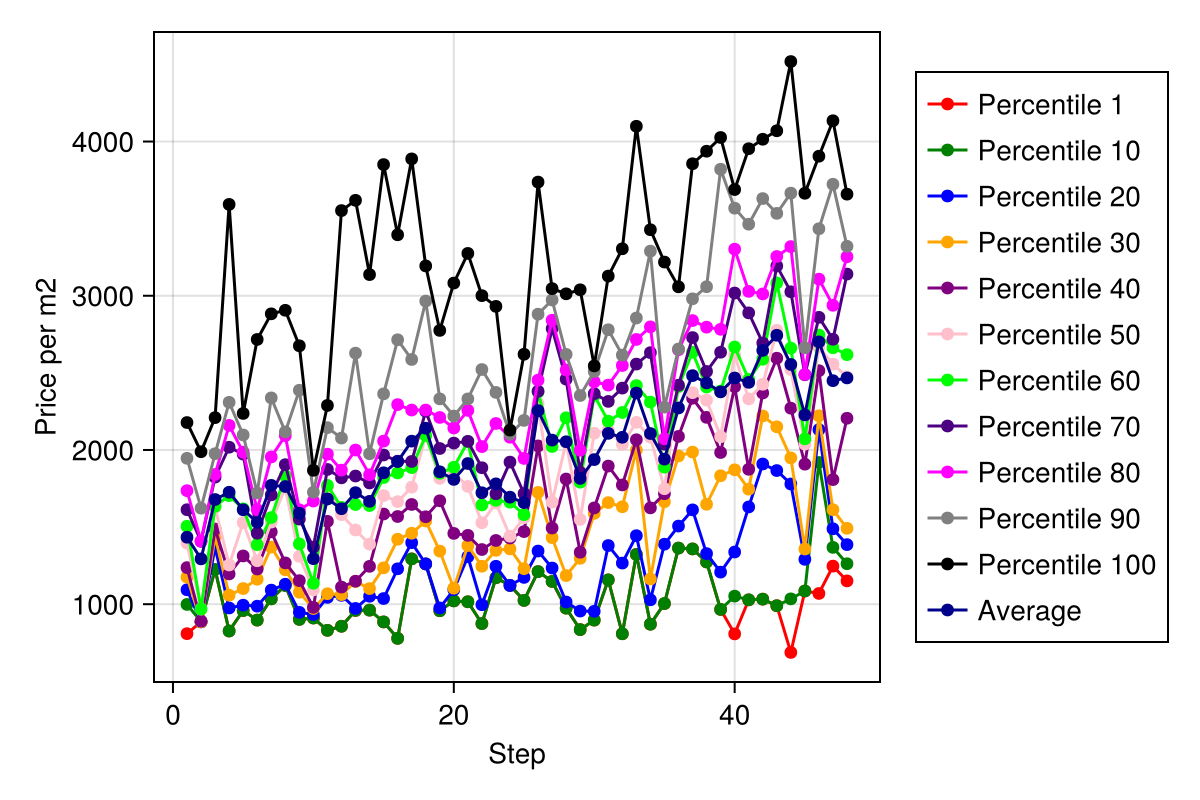 Price per m2
4000
3000
2000
1000
0
20
40
Step
Percentile 1
Percentile 10
Percentile 20
Percentile 30
Percentile 40
Percentile 50
Percentile 60
Percentile 70
Percentile 80
Percentile 90
Percentile 100
Average